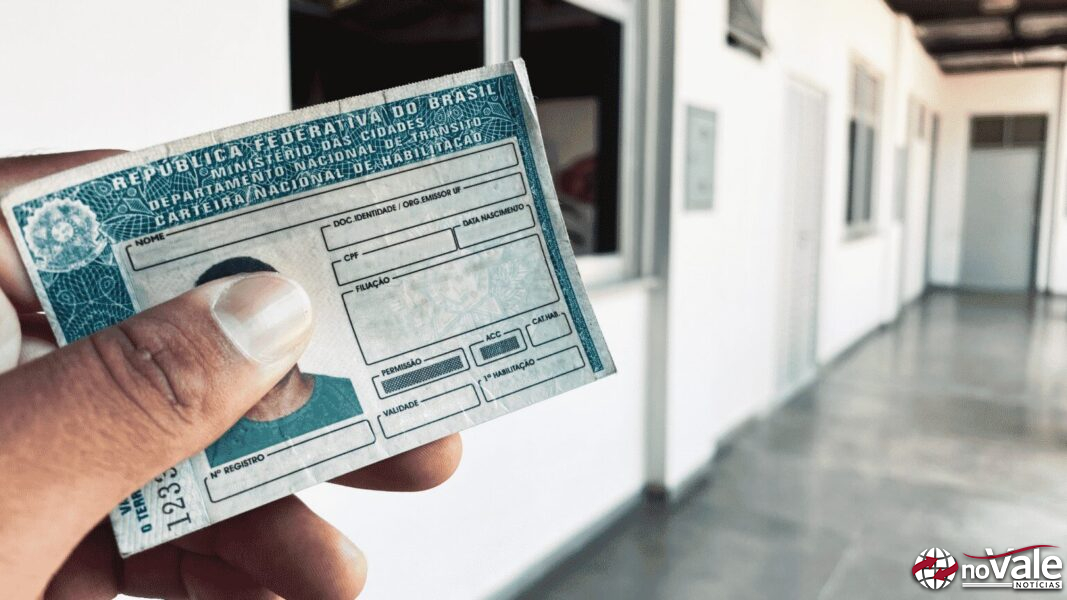 REPÚBLICA FEDERATIVA DO BRASIL
MINISTÉRIO DAS CIDADES
DEPARTAMENTO NACIONAL DE TRÂNSITO
CARTEIRA NACIONAL DE HABILITAÇÃO
NOME
DOC. IDENTIDADE / ORG. EMISSOR UF
CPF
DATA NASCIMENTO
FILIAÇÃO
PERMISSÃO
ACC
CAT.HAB.
VALIDADE
1ª HABILITAÇÃO
Nº REGISTRO
noVale
NOTÍCIAS